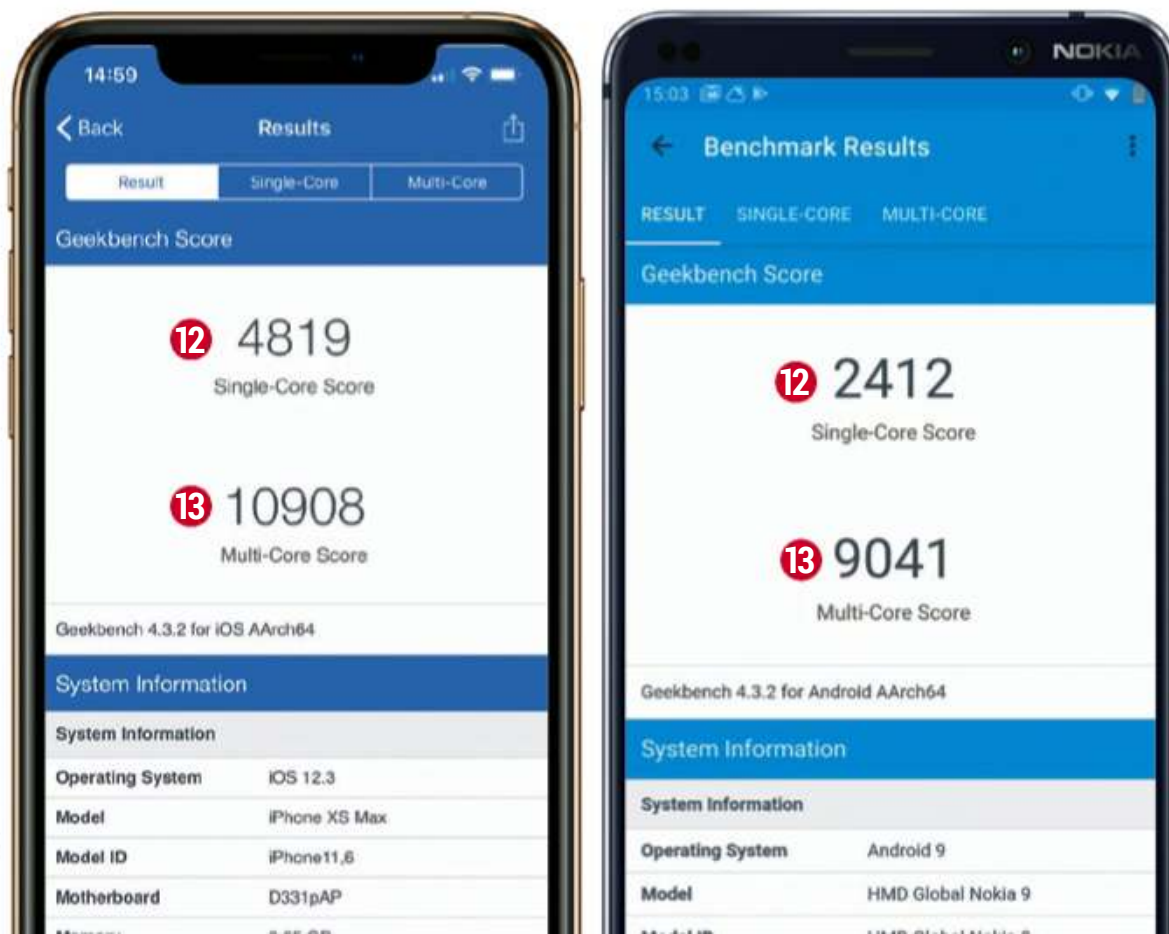 14:59
Back Results
Result Single-Core Multi-Core
Geekbench Score
12 4819
Single-Core Score
13 10908
Multi-Core Score
Geekbench 4.3.2 for iOS AArch64
System Information
System Information
Operating System iOS 12.3
Model iPhone XS Max
Model ID iPhone11,6
Motherboard D331pAP
NOKIA
15:03
Benchmark Results
RESULT SINGLE-CORE MULTI-CORE
Geekbench Score
12 2412
Single-Core Score
13 9041
Multi-Core Score
Geekbench 4.3.2 for Android AArch64
System Information
System Information
Operating System Android 9
Model HMD Global Nokia 9